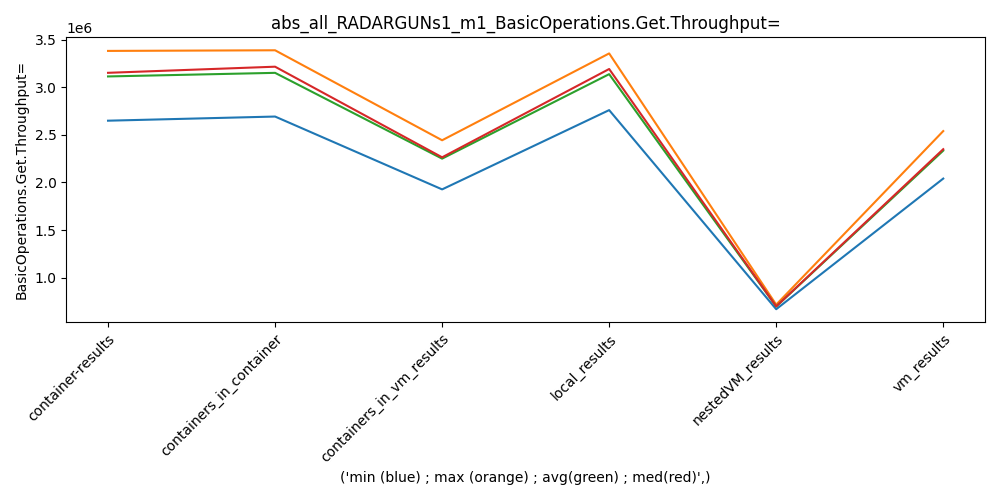 abs_all_RADARGUNs1_m1_BasicOperations.Get.Throughput=
1e6
3.5
3.0
2.5
2.0
1.5
1.0
BasicOperations.Get.Throughput=
container-results
containers_in_container
containers_in_vm_results
local_results
nestedVM_results
vm_results
('min (blue) ; max (orange) ; avg(green) ; med(red)',)